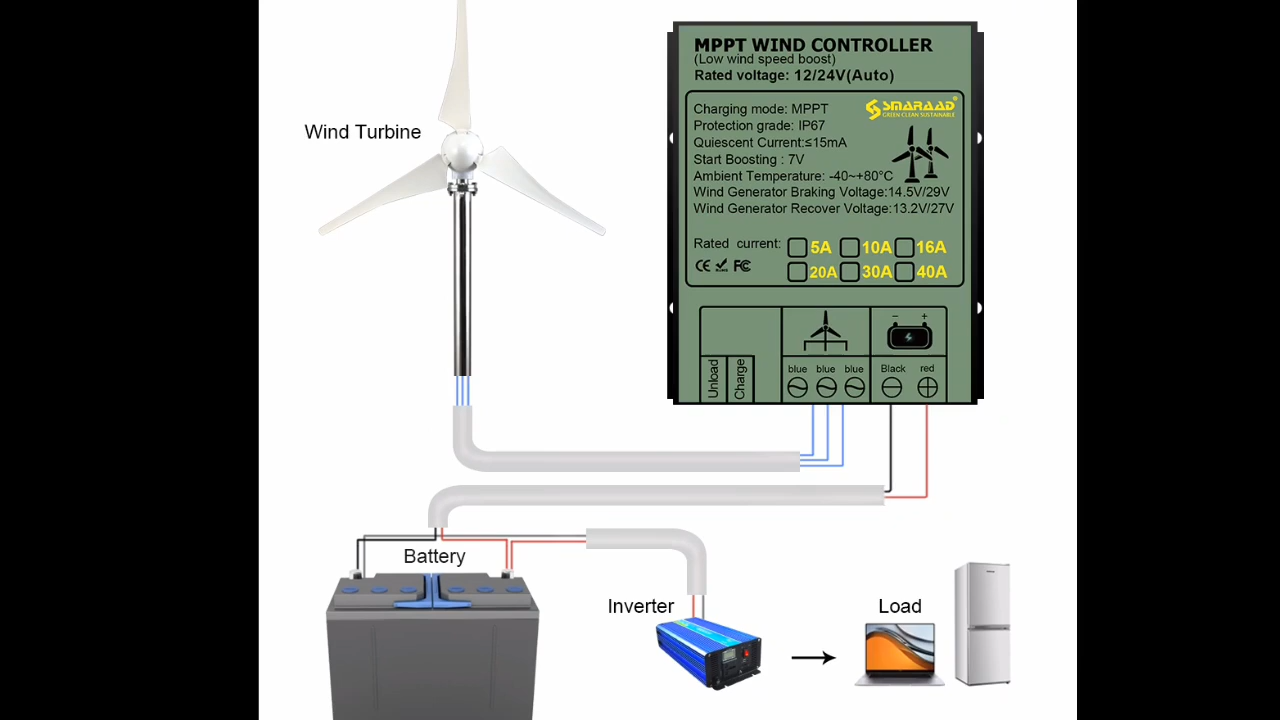 Wind Turbine
MPPT WIND CONTROLLER
(Low wind speed boost)
Rated voltage: 12/24V(Auto)
Charging mode: MPPT
SMARAAD®
GREEN CLEAN SUSTAINABLE
Protection grade: IP67
Quiescent Current:≤15mA
Start Boosting : 7V
Ambient Temperature: -40~+80°C
Wind Generator Braking Voltage:14.5V/29V
Wind Generator Recover Voltage:13.2V/27V
Rated current: 5A 10A 16A
20A 30A 40A
CE RoHS FC
− +
Unload
Charge
blue blue blue
Black red
Battery
Inverter
Load